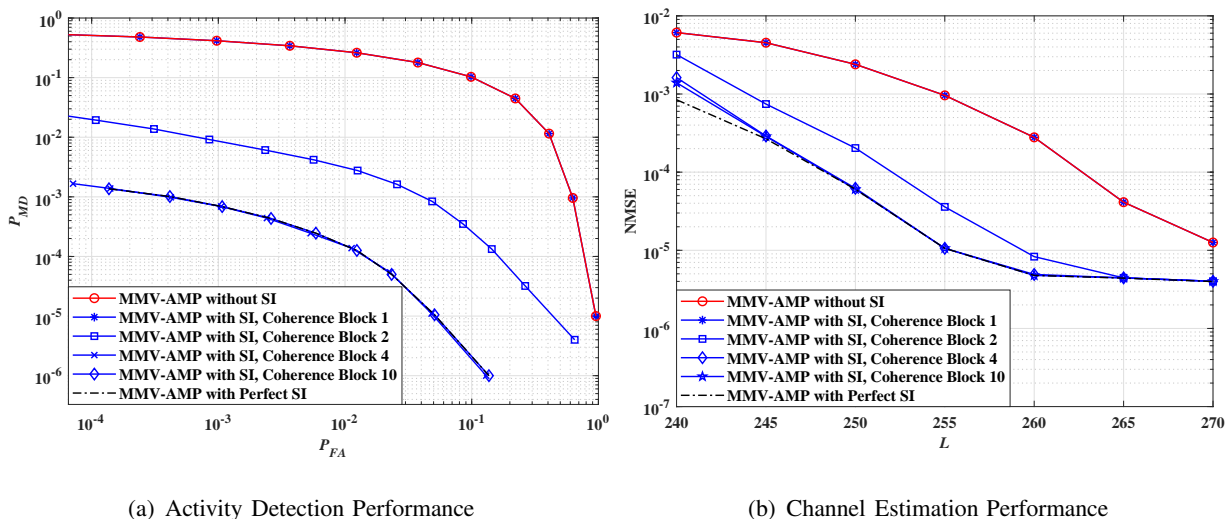 10^0
10^-1
10^-2
10^-3
10^-4
10^-5
10^-6
P_MD
MMV-AMP without SI
MMV-AMP with SI, Coherence Block 1
MMV-AMP with SI, Coherence Block 2
MMV-AMP with SI, Coherence Block 4
MMV-AMP with SI, Coherence Block 10
MMV-AMP with Perfect SI
10^-4 10^-3 10^-2 10^-1 10^0
P_FA
(a) Activity Detection Performance
10^-2
10^-3
10^-4
10^-5
10^-6
10^-7
NMSE
MMV-AMP without SI
MMV-AMP with SI, Coherence Block 1
MMV-AMP with SI, Coherence Block 2
MMV-AMP with SI, Coherence Block 4
MMV-AMP with SI, Coherence Block 10
MMV-AMP with Perfect SI
240 245 250 255 260 265 270
L
(b) Channel Estimation Performance